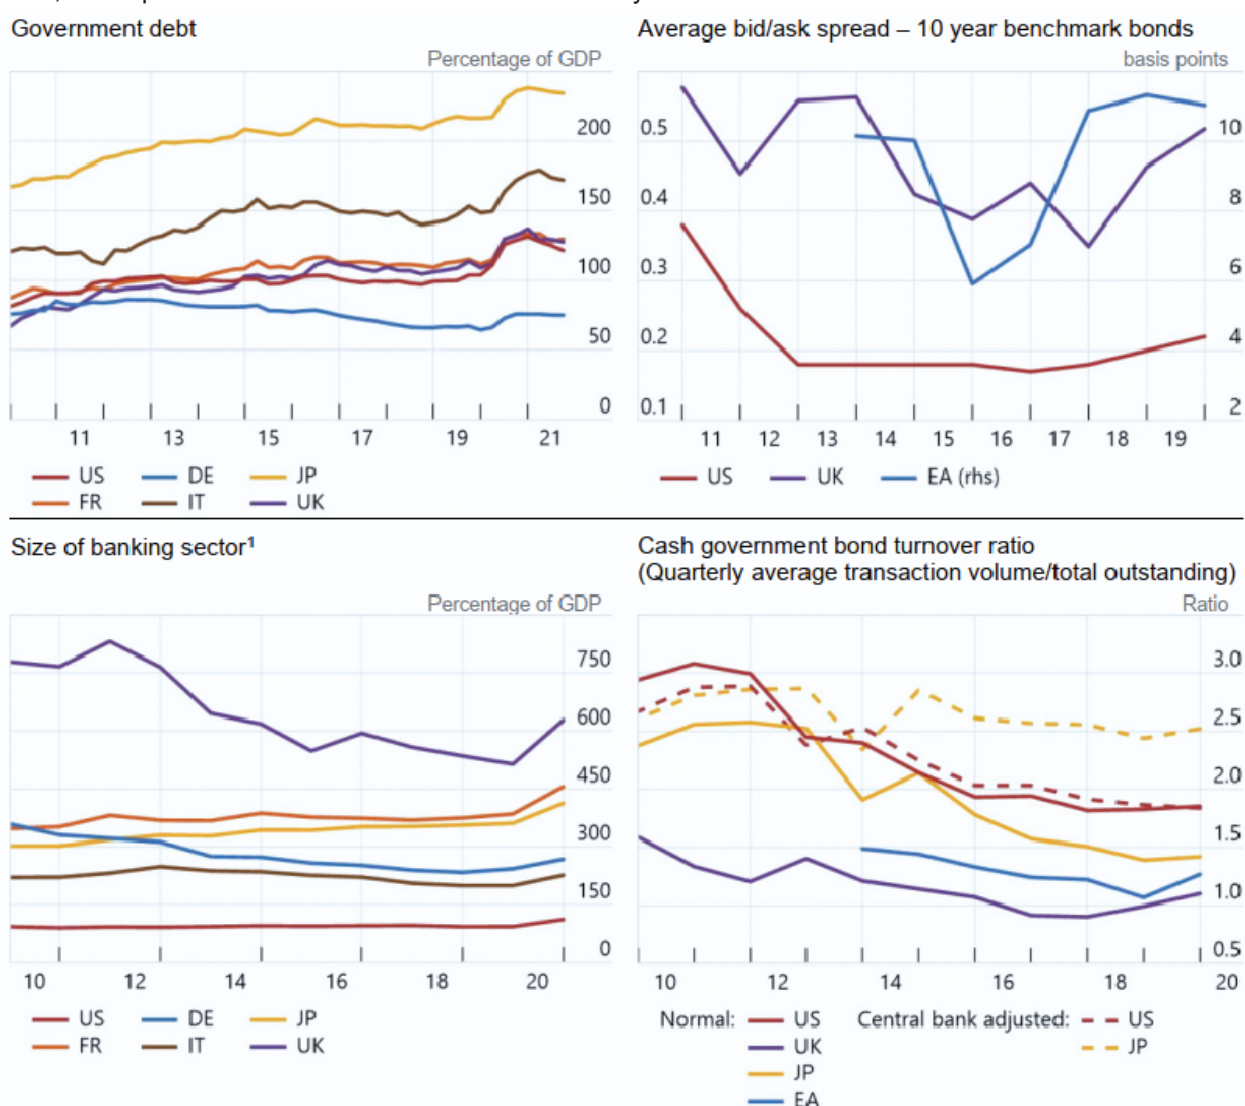 Government debt
Percentage of GDP
200
150
100
50
0
11 13 15 17 19 21
US DE JP
FR IT UK
Average bid/ask spread – 10 year benchmark bonds
basis points
0.5 10
0.4 8
0.3 6
0.2 4
0.1 2
11 12 13 14 15 16 17 18 19
US UK EA (rhs)
Size of banking sector¹
Percentage of GDP
750
600
450
300
150
0
10 12 14 16 18 20
US DE JP
FR IT UK
Cash government bond turnover ratio
(Quarterly average transaction volume/total outstanding)
Ratio
3.0
2.5
2.0
1.5
1.0
0.5
10 12 14 16 18 20
Normal: US Central bank adjusted: US
UK JP
JP
EA